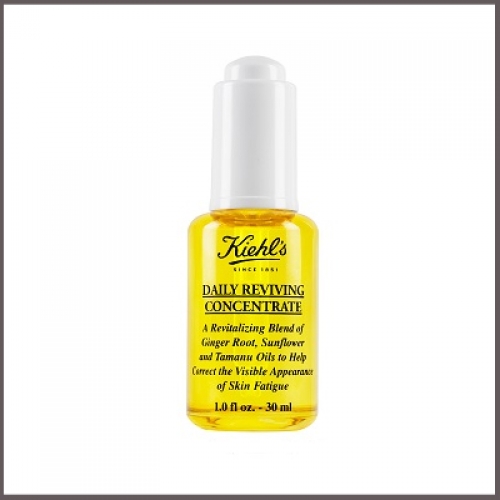 Kiehl's
SINCE 1851
DAILY REVIVING
CONCENTRATE
A Revitalizing Blend of
Ginger Root, Sunflower
and Tamanu Oils to Help
Correct the Visible Appearance
of Skin Fatigue
1.0 fl oz. - 30 ml